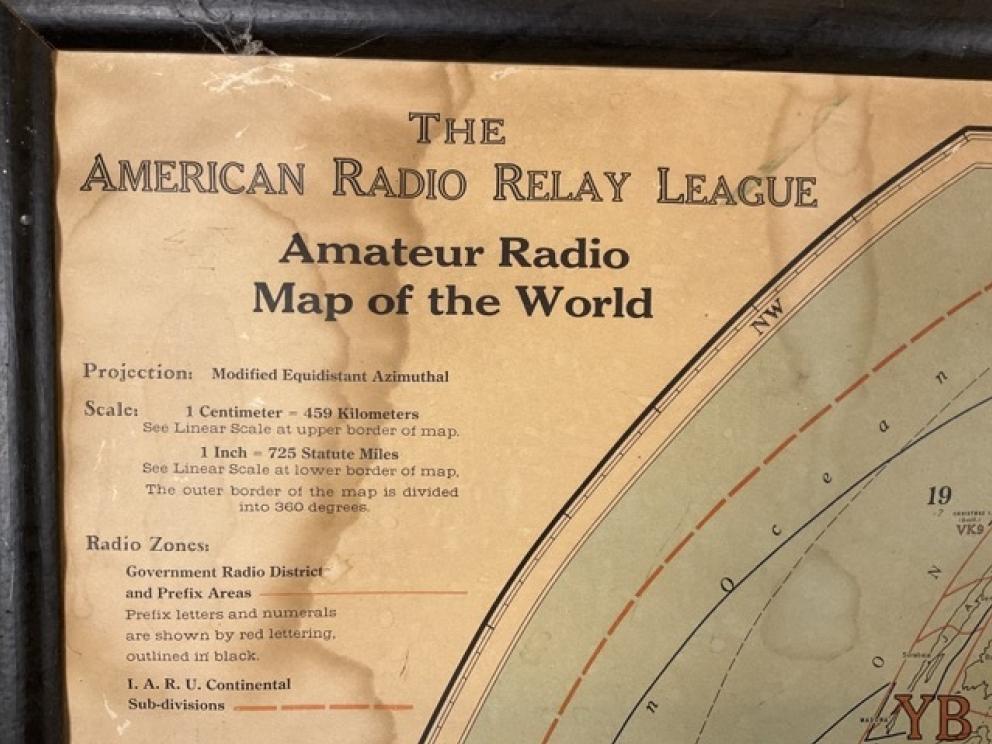 THE
AMERICAN RADIO RELAY LEAGUE
Amateur Radio
Map of the World
Projection: Modified Equidistant Azimuthal
Scale: 1 Centimeter = 459 Kilometers
See Linear Scale at upper border of map.
1 Inch = 725 Statute Miles
See Linear Scale at lower border of map.
The outer border of the map is divided
into 360 degrees.
Radio Zones:
Government Radio District
and Prefix Areas
Prefix letters and numerals
are shown by red lettering,
outlined in black.
I. A. R. U. Continental
Sub-divisions
NW
n Ocean
19
-7
VK9
N
O
YB